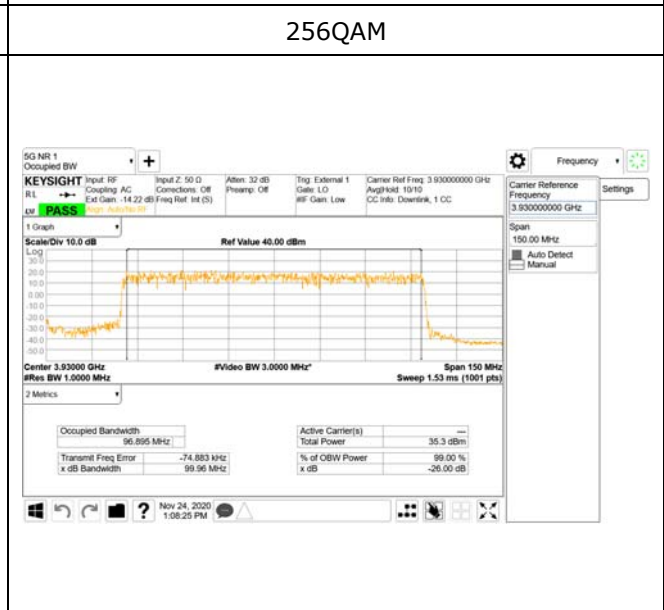 256QAM
5G NR 1
Occupied BW
+
Frequency
KEYSIGHT
Input: RF
Input Z: 50 Ω
Atten: 32 dB
Trig: External 1
Carrier Ref Freq: 3.930000000 GHz
RL
Coupling: AC
Corrections: Off
Preamp: Off
Gate: LO
Avg|Hold: 10/10
Ext Gain: -14.22 dB
Freq Ref: Int (S)
#IF Gain: Low
CC Info: Downlink, 1 CC
PASS
Align: Auto/No RF
Carrier Reference
Frequency
3.930000000 GHz
Settings
Span
150.00 MHz
Auto Detect
Manual
1 Graph
Scale/Div 10.0 dB
Ref Value 40.00 dBm
Log
30.0
20.0
10.0
0.00
-10.0
-20.0
-30.0
-40.0
-50.0
Center 3.93000 GHz
#Video BW 3.0000 MHz*
Span 150 MHz
#Res BW 1.0000 MHz
Sweep 1.53 ms (1001 pts)
2 Metrics
Occupied Bandwidth
96.895 MHz
Active Carrier(s)
---
Total Power
35.3 dBm
Transmit Freq Error
-74.883 kHz
% of OBW Power
99.00 %
x dB Bandwidth
99.96 MHz
x dB
-26.00 dB
?
Nov 24, 2020
1:08:25 PM